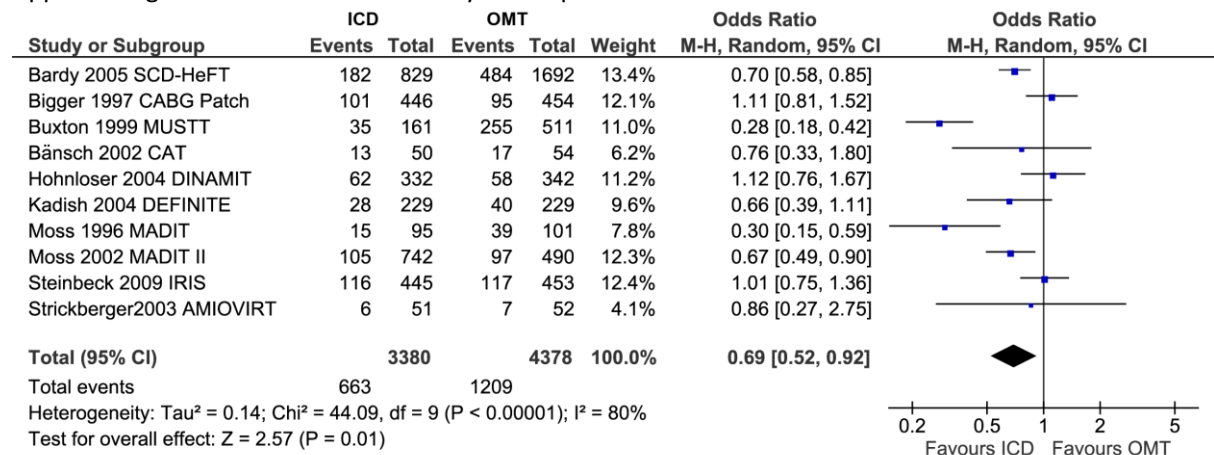 ICD OMT Odds Ratio Odds Ratio
Study or Subgroup Events Total Events Total Weight M-H, Random, 95% CI M-H, Random, 95% CI
Bardy 2005 SCD-HeFT 182 829 484 1692 13.4% 0.70 [0.58, 0.85]
Bigger 1997 CABG Patch 101 446 95 454 12.1% 1.11 [0.81, 1.52]
Buxton 1999 MUSTT 35 161 255 511 11.0% 0.28 [0.18, 0.42]
Bänsch 2002 CAT 13 50 17 54 6.2% 0.76 [0.33, 1.80]
Hohnloser 2004 DINAMIT 62 332 58 342 11.2% 1.12 [0.76, 1.67]
Kadish 2004 DEFINITE 28 229 40 229 9.6% 0.66 [0.39, 1.11]
Moss 1996 MADIT 15 95 39 101 7.8% 0.30 [0.15, 0.59]
Moss 2002 MADIT II 105 742 97 490 12.3% 0.67 [0.49, 0.90]
Steinbeck 2009 IRIS 116 445 117 453 12.4% 1.01 [0.75, 1.36]
Strickberger2003 AMIOVIRT 6 51 7 52 4.1% 0.86 [0.27, 2.75]
Total (95% CI) 3380 4378 100.0% 0.69 [0.52, 0.92]
Total events 663 1209
Heterogeneity: Tau² = 0.14; Chi² = 44.09, df = 9 (P < 0.00001); I² = 80%
Test for overall effect: Z = 2.57 (P = 0.01)
0.2 0.5 1 2 5
Favours ICD Favours OMT